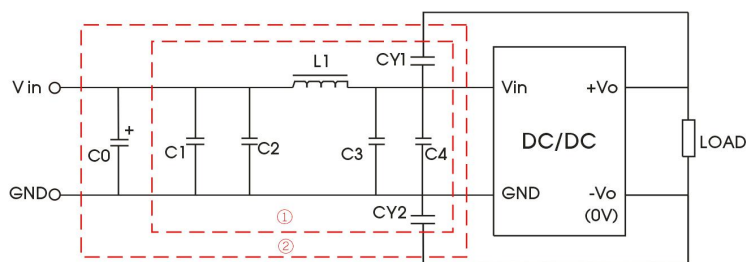 L1
CY1
Vin
Vin
+Vo
C0
+
C1
C2
C3
C4
DC/DC
LOAD
GND
GND
-Vo
(0V)
CY2
①
②